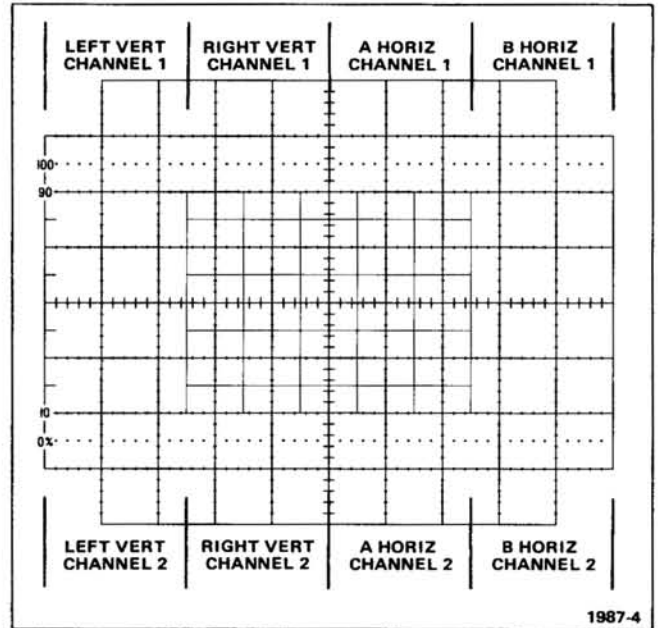 LEFT VERT CHANNEL 1
RIGHT VERT CHANNEL 1
A HORIZ CHANNEL 1
B HORIZ CHANNEL 1
100
90
10
0%
LEFT VERT CHANNEL 2
RIGHT VERT CHANNEL 2
A HORIZ CHANNEL 2
B HORIZ CHANNEL 2
1987-4